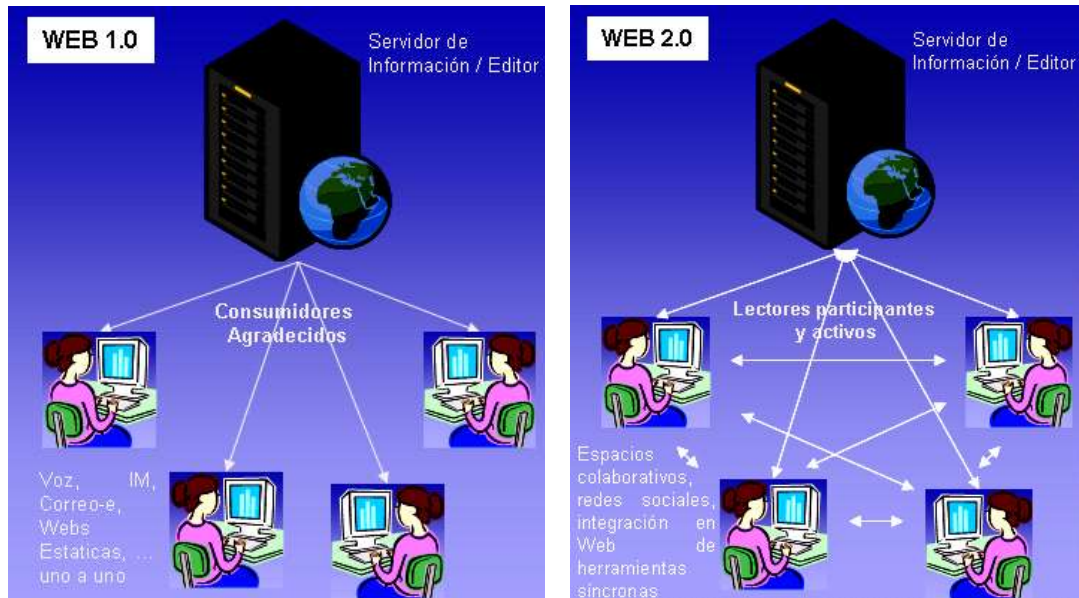 WEB 1.0
Servidor de
Información / Editor
Consumidores
Agradecidos
Voz, IM,
Correo-e,
Webs
Estaticas, ...
uno a uno
WEB 2.0
Servidor de
Información / Editor
Lectores participantes
y activos
Espacios
colaborativos,
redes sociales,
integración en
Web de
herramientas
síncronas